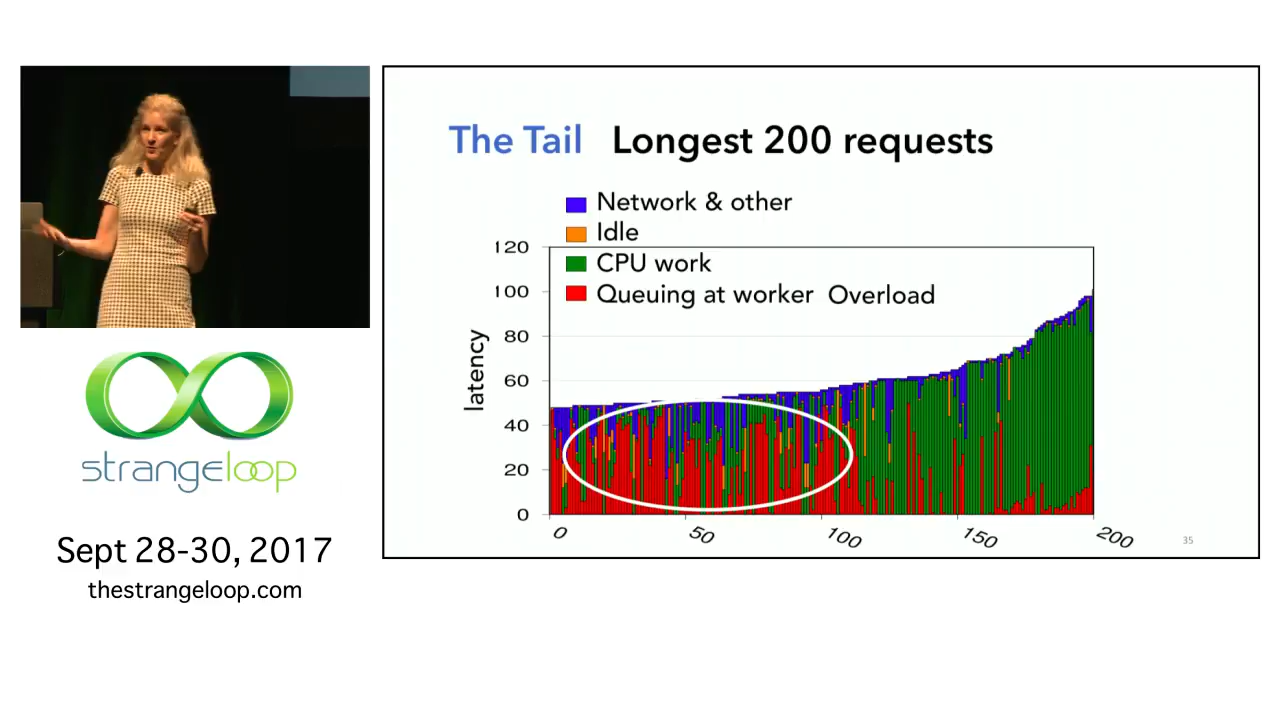 The Tail Longest 200 requests
Network & other
Idle
CPU work
Queuing at worker Overload
120
100
80
60
40
20
0
latency
0 50 100 150 200
35
strangeloop
Sept 28-30, 2017
thestrangeloop.com